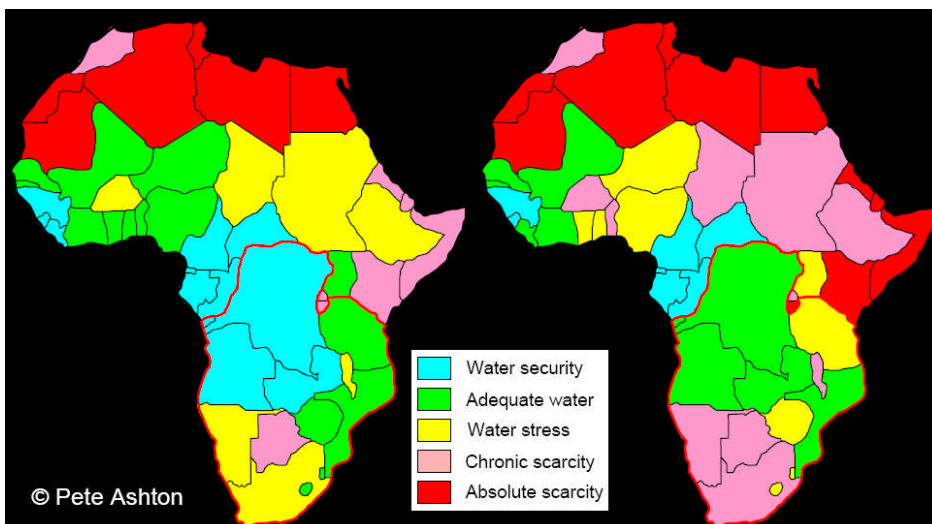 Water security
Adequate water
Water stress
Chronic scarcity
Absolute scarcity
© Pete Ashton